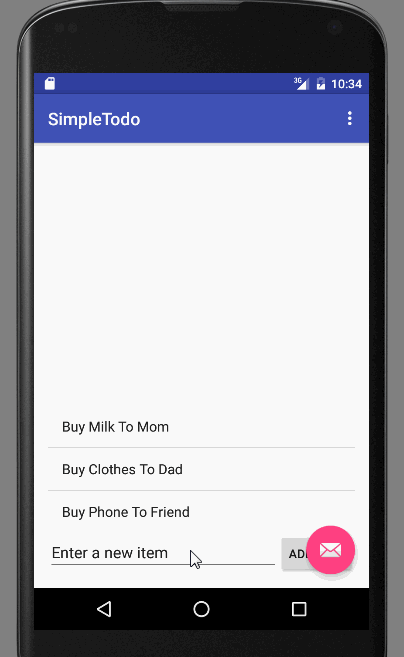 3G 10:34
SimpleTodo
Buy Milk To Mom
Buy Clothes To Dad
Buy Phone To Friend
Enter a new item